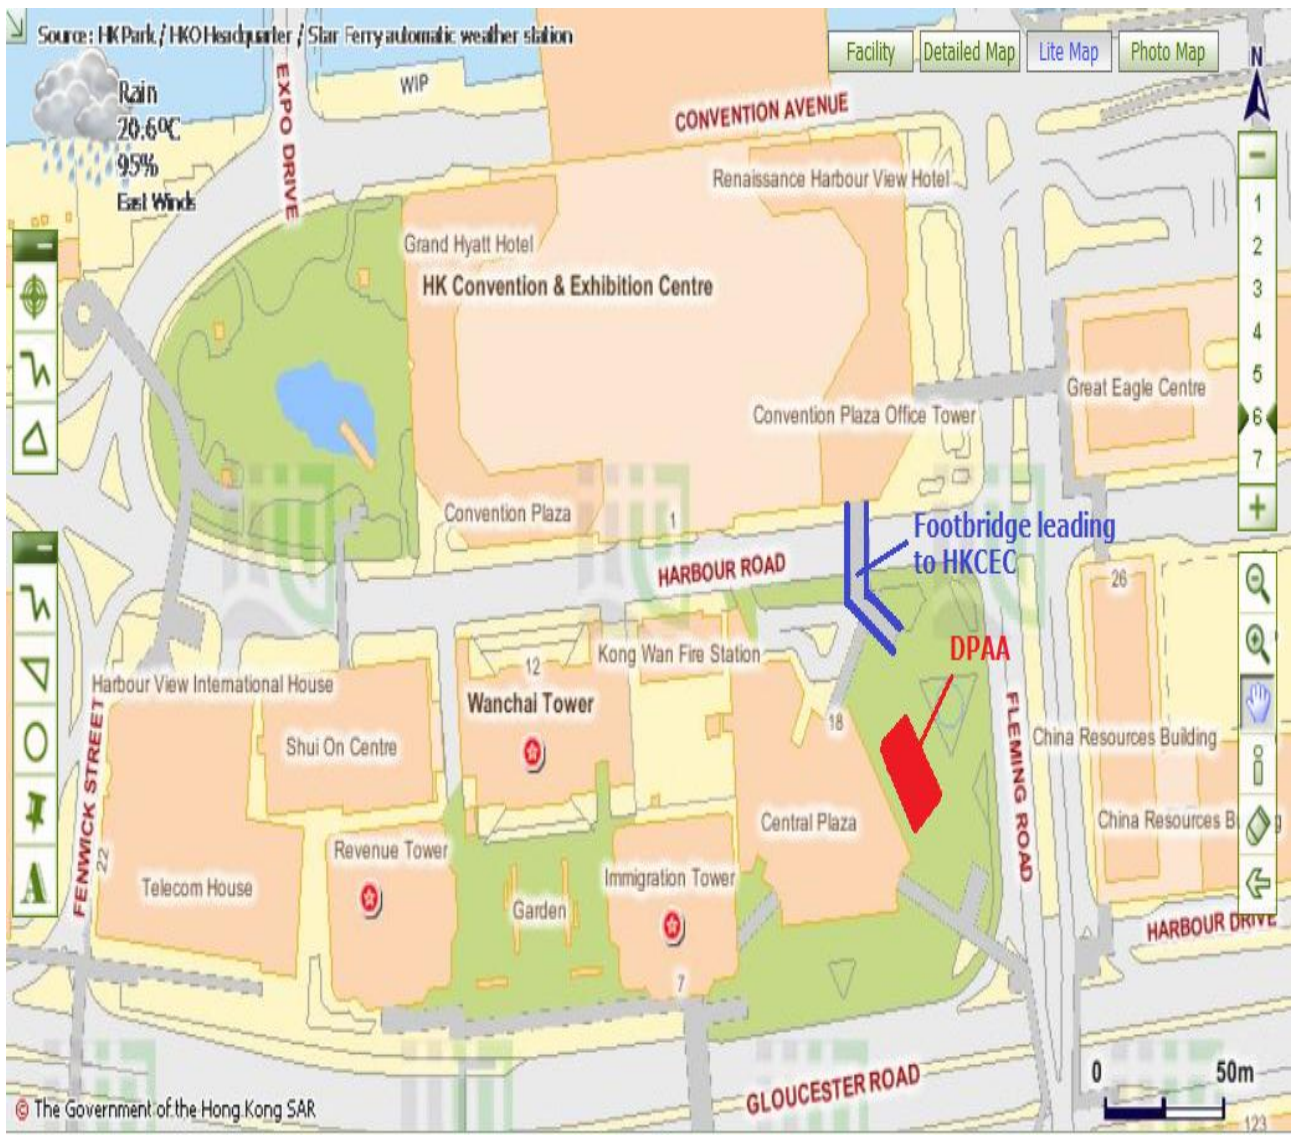 Source: HK Park / HKO Headquarter / Star Ferry automatic weather station
Facility
Detailed Map
Lite Map
Photo Map
N
Rain
20.6ºC
95%
East Winds
WIP
EXPO DRIVE
CONVENTION AVENUE
Renaissance Harbour View Hotel
Grand Hyatt Hotel
HK Convention & Exhibition Centre
1
2
3
4
5
6
7
Great Eagle Centre
Convention Plaza Office Tower
Convention Plaza
1
HARBOUR ROAD
Footbridge leading
to HKCEC
26
DPAA
Kong Wan Fire Station
12
Wanchai Tower
Harbour View International House
Shui On Centre
18
FLEMING ROAD
China Resources Building
FENWICK STREET
22
Central Plaza
China Resources B
g
Revenue Tower
Telecom House
Immigration Tower
Garden
7
A
HARBOUR DRIVE
GLOUCESTER ROAD
0 50m
123
© The Government of the Hong Kong SAR